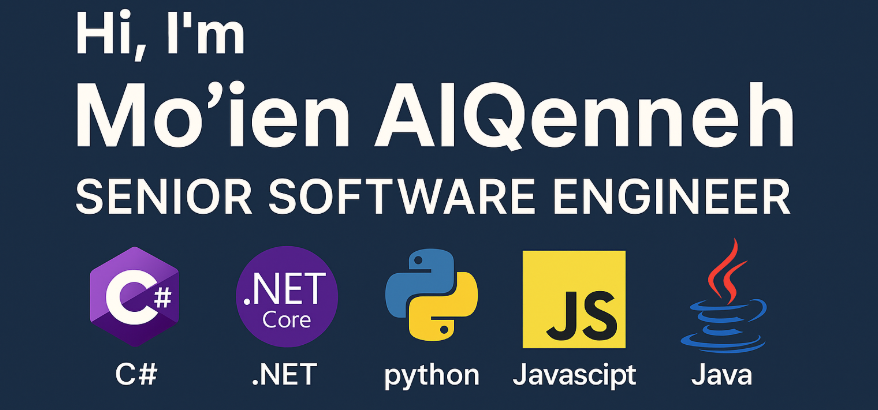 Hi, I'm
Mo’ien AlQenneh
SENIOR SOFTWARE ENGINEER
C# .NET Core JS
C# .NET python Javascipt Java